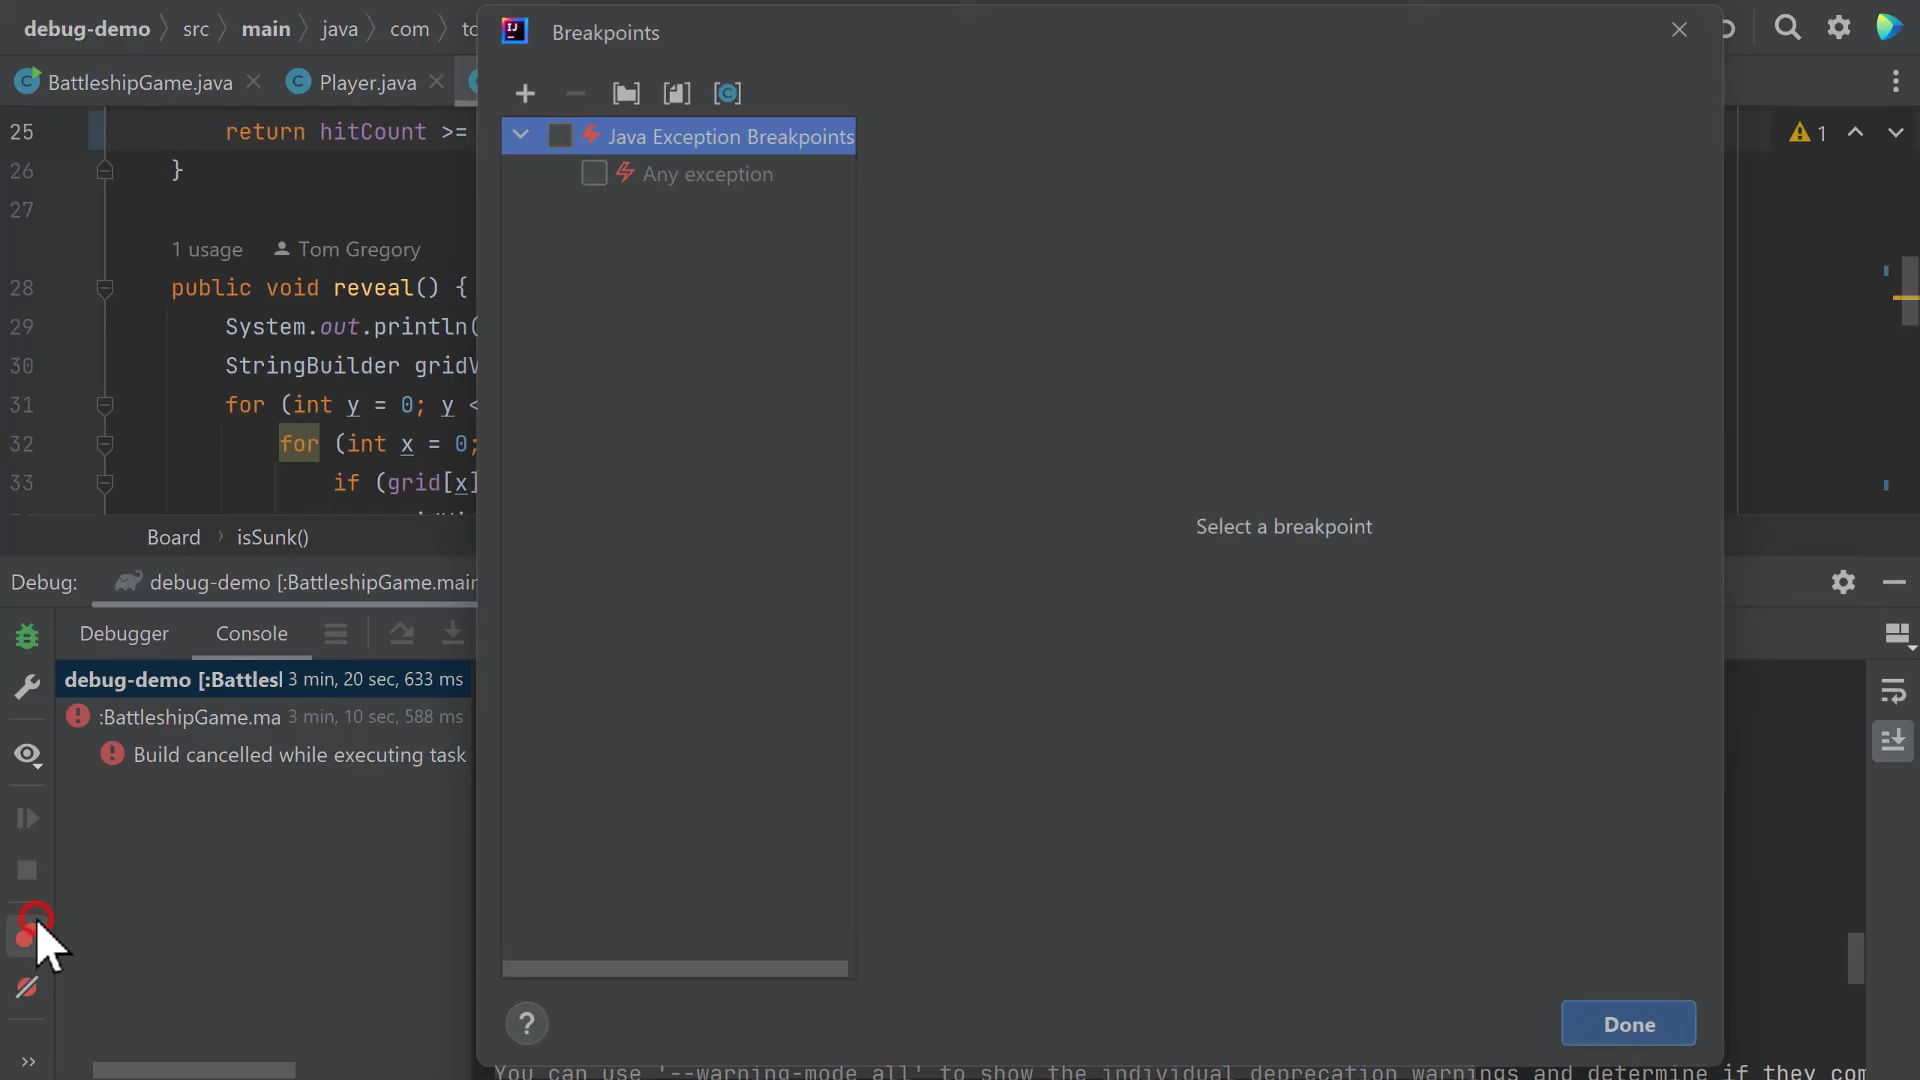 debug-demo src main java com to
BattleshipGame.java Player.java
25 return hitCount >=
26 }
27
1 usage Tom Gregory
28 public void reveal() {
29 System.out.println(
30 StringBuilder gridV
31 for (int y = 0; y <
32 for (int x = 0;
33 if (grid[x]
1
Board isSunk()
Debug: debug-demo [:BattleshipGame.main
Debugger Console
debug-demo [:Battlesl 3 min, 20 sec, 633 ms
:BattleshipGame.ma 3 min, 10 sec, 588 ms
Build cancelled while executing task
IJ Breakpoints
Java Exception Breakpoints
Any exception
Select a breakpoint
? Done
You can use '--warning-mode all' to show the individual deprecation warnings and determine if they com